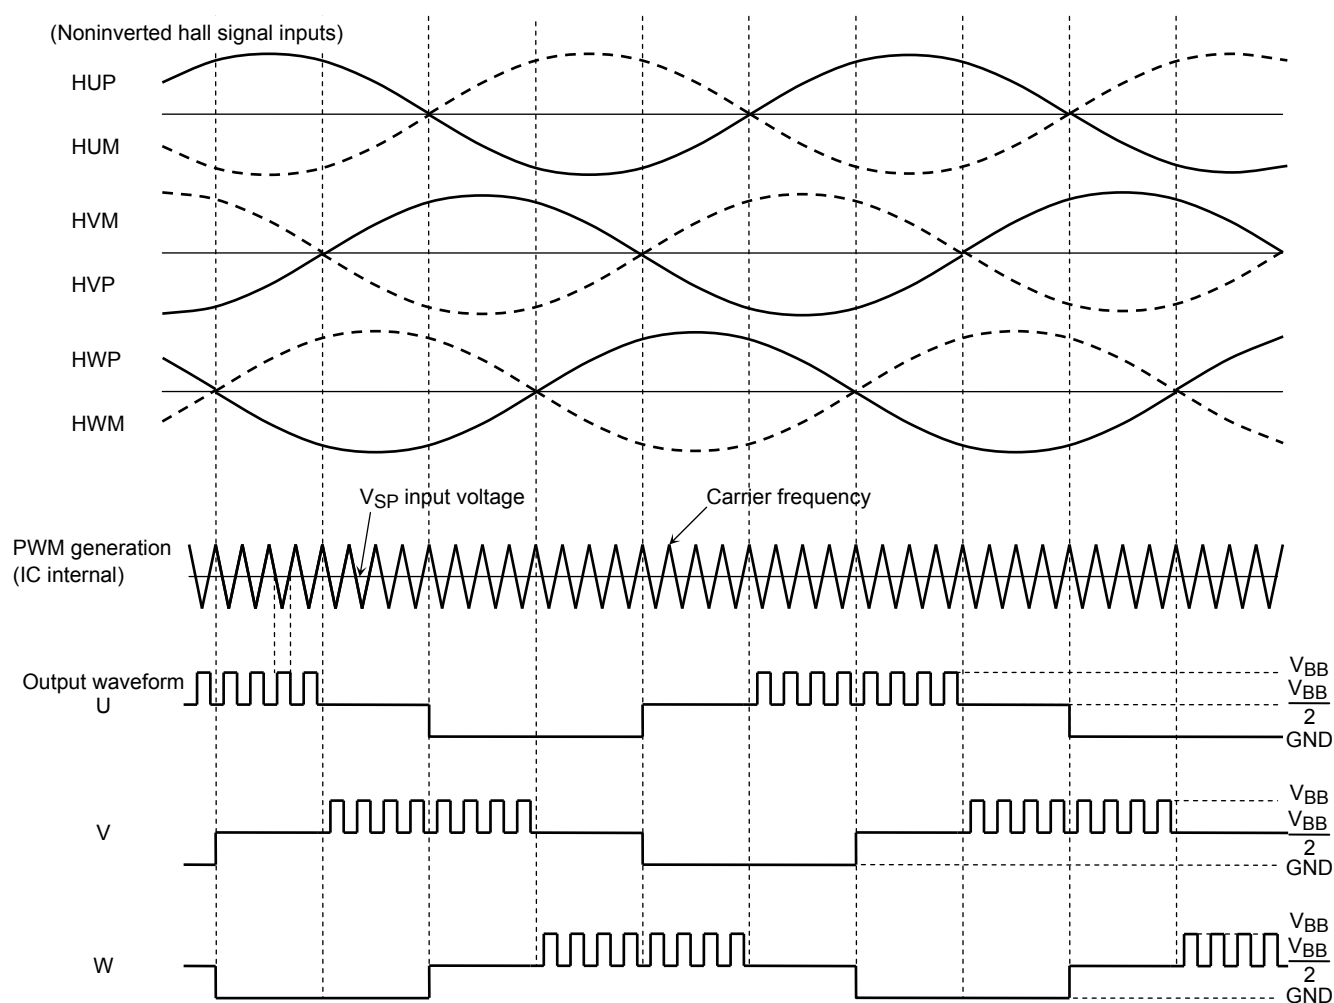 (Noninverted hall signal inputs)
HUP
HUM
HVM
HVP
HWP
HWM
VSP input voltage
Carrier frequency
PWM generation
(IC internal)
Output waveform
U
VBB
VBB
2
GND
V
VBB
VBB
2
GND
W
VBB
VBB
2
GND